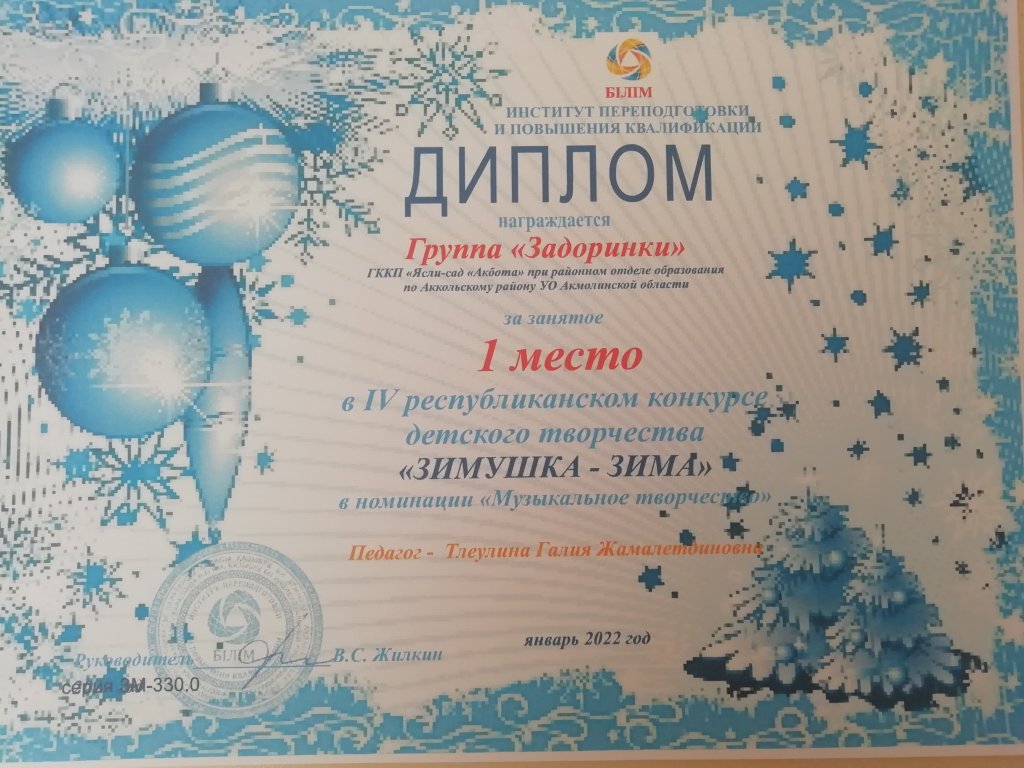 БІЛІМ
ИНСТИТУТ ПЕРЕПОДГОТОВКИ
И ПОВЫШЕНИЯ КВАЛИФИКАЦИИ
ДИПЛОМ
награждается
Группа «Задоринки»
ГККП «Ясли-сад «Акбота» при районном отделе образования
по Аккольскому району УО Акмолинской области
за занятое
1 место
в IV республиканском конкурсе
детского творчества
«ЗИМУШКА - ЗИМА»
в номинации «Музыкальное творчество»
Педагог - Тлеулина Галия Жамалетдиновна
январь 2022 год
Руководитель В.С. Жилкин
БІЛІМ
серия ЗМ-330.0